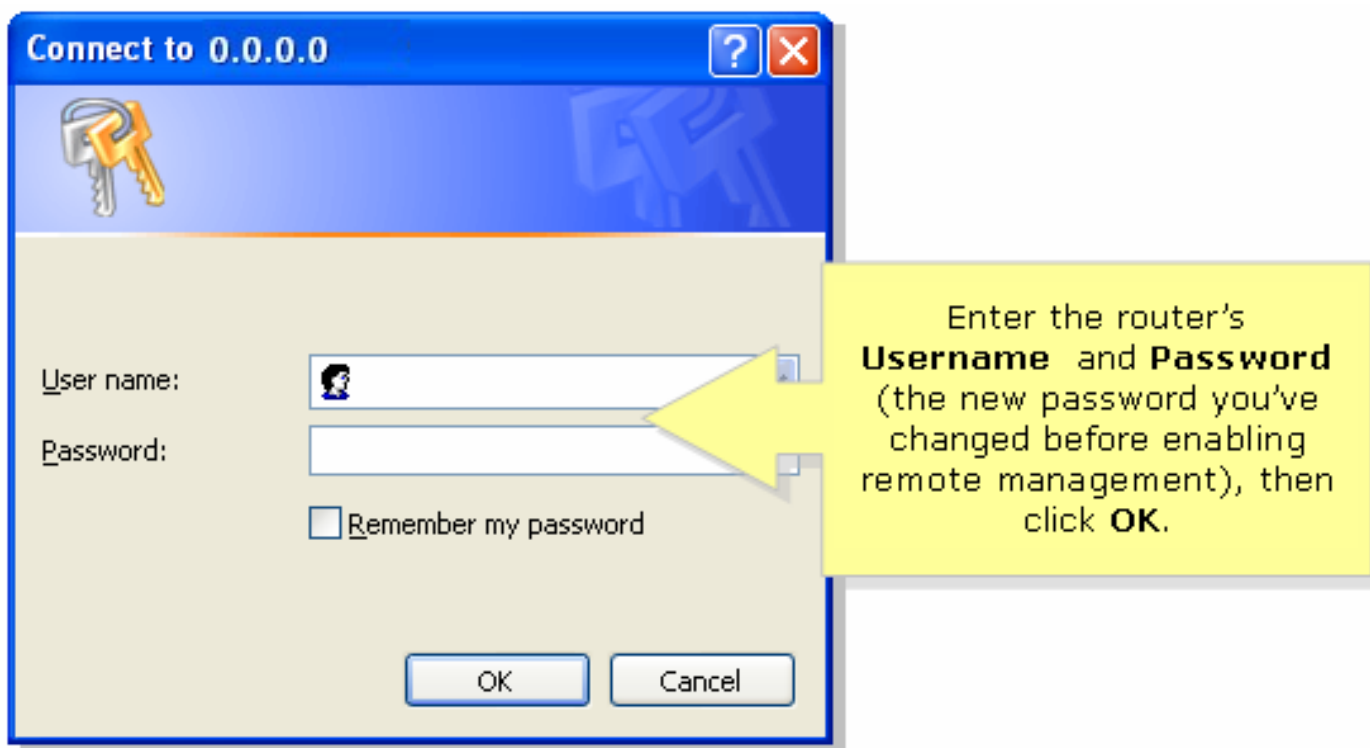 Connect to 0.0.0.0
User name:
Password:
Remember my password
OK Cancel
Enter the router's
Username and Password
(the new password you've
changed before enabling
remote management), then
click OK.